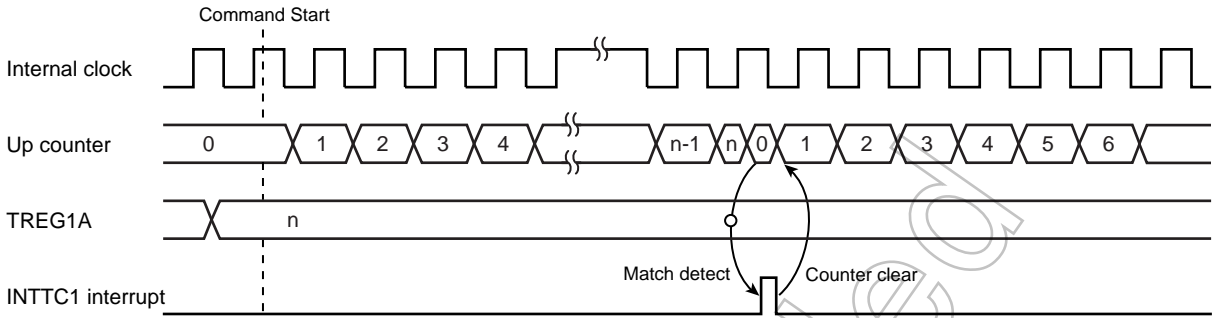 Command Start
Internal clock
Up counter 0 1 2 3 4 n-1 n 0 1 2 3 4 5 6
TREG1A n
Match detect Counter clear
INTTC1 interrupt